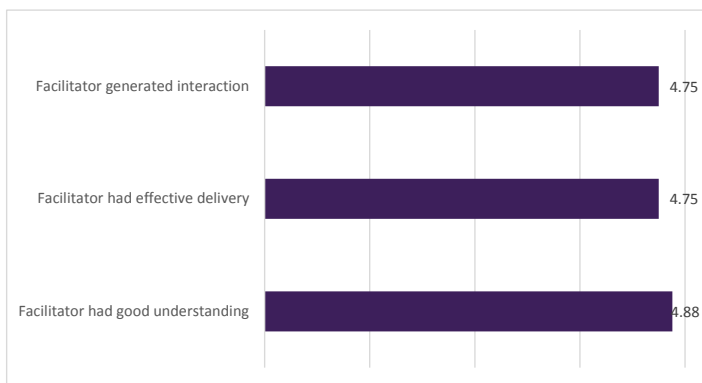 Facilitator generated interaction
4.75
Facilitator had effective delivery
4.75
Facilitator had good understanding
4.88